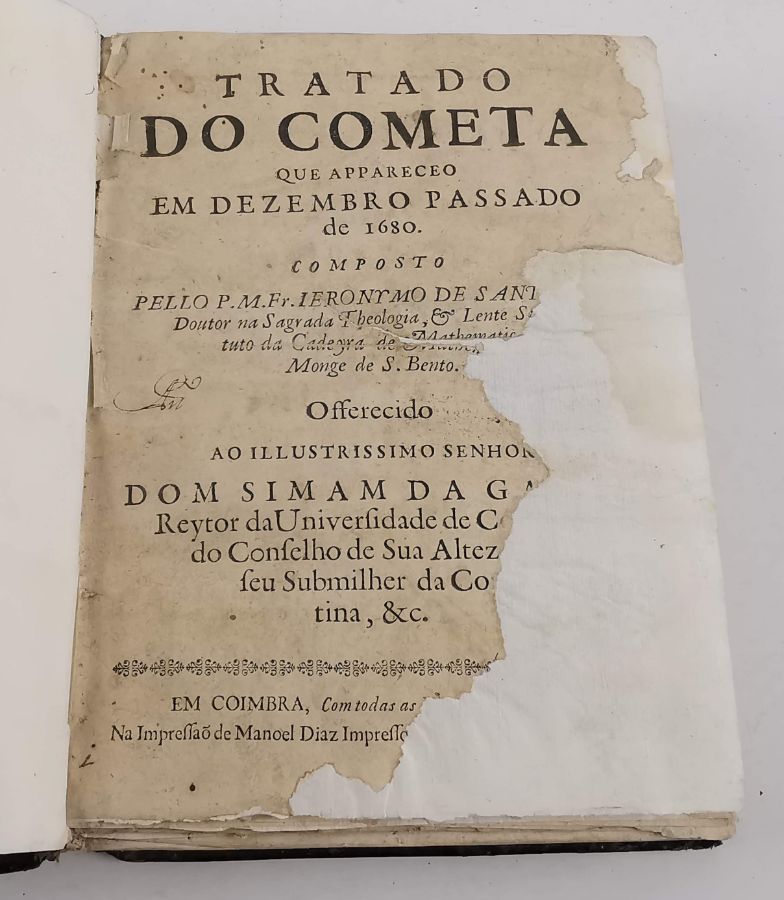 TRATADO
DO COMETA
QUE APPARECEO
EM DEZEMBRO PASSADO
de 1680.
COMPOSTO
PELLO P.M.Fr. IERONYMO DE SANT
Doutor na Sagrada Theologia, & Lente S
tuto da Cadeyra de Mathematic
Monge de S. Bento.
Offerecido
AO ILLUSTRISSIMO SENHOR
DOM SIMAM DA GA
Reytor da Univerſidade de C
do Conſelho de Sua Altez
ſeu Submilher da Co
tina, &c.
EM COIMBRA, Com todas as
Na Impreſſaõ de Manoel Diaz Impreſſo